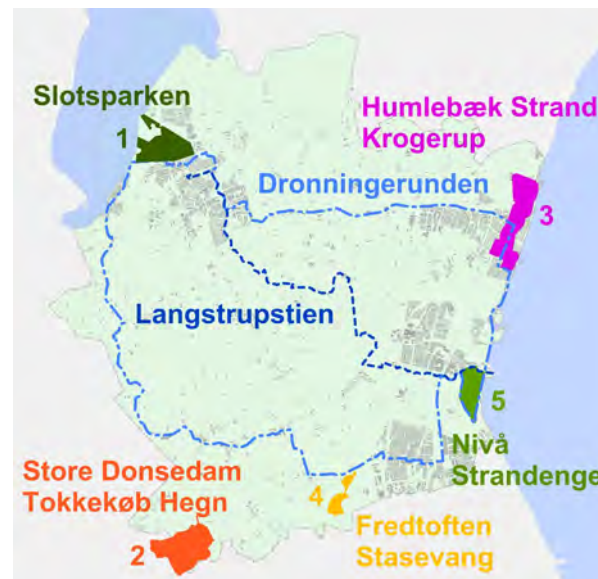 Slotsparken
1
Humlebæk Strand
Krogerup
3
Dronningerunden
Langstrupstien
5
Nivå
Strandenge
Store Donsedam
Tokkekøb Hegn
2
4
Fredtoften
Stasevang